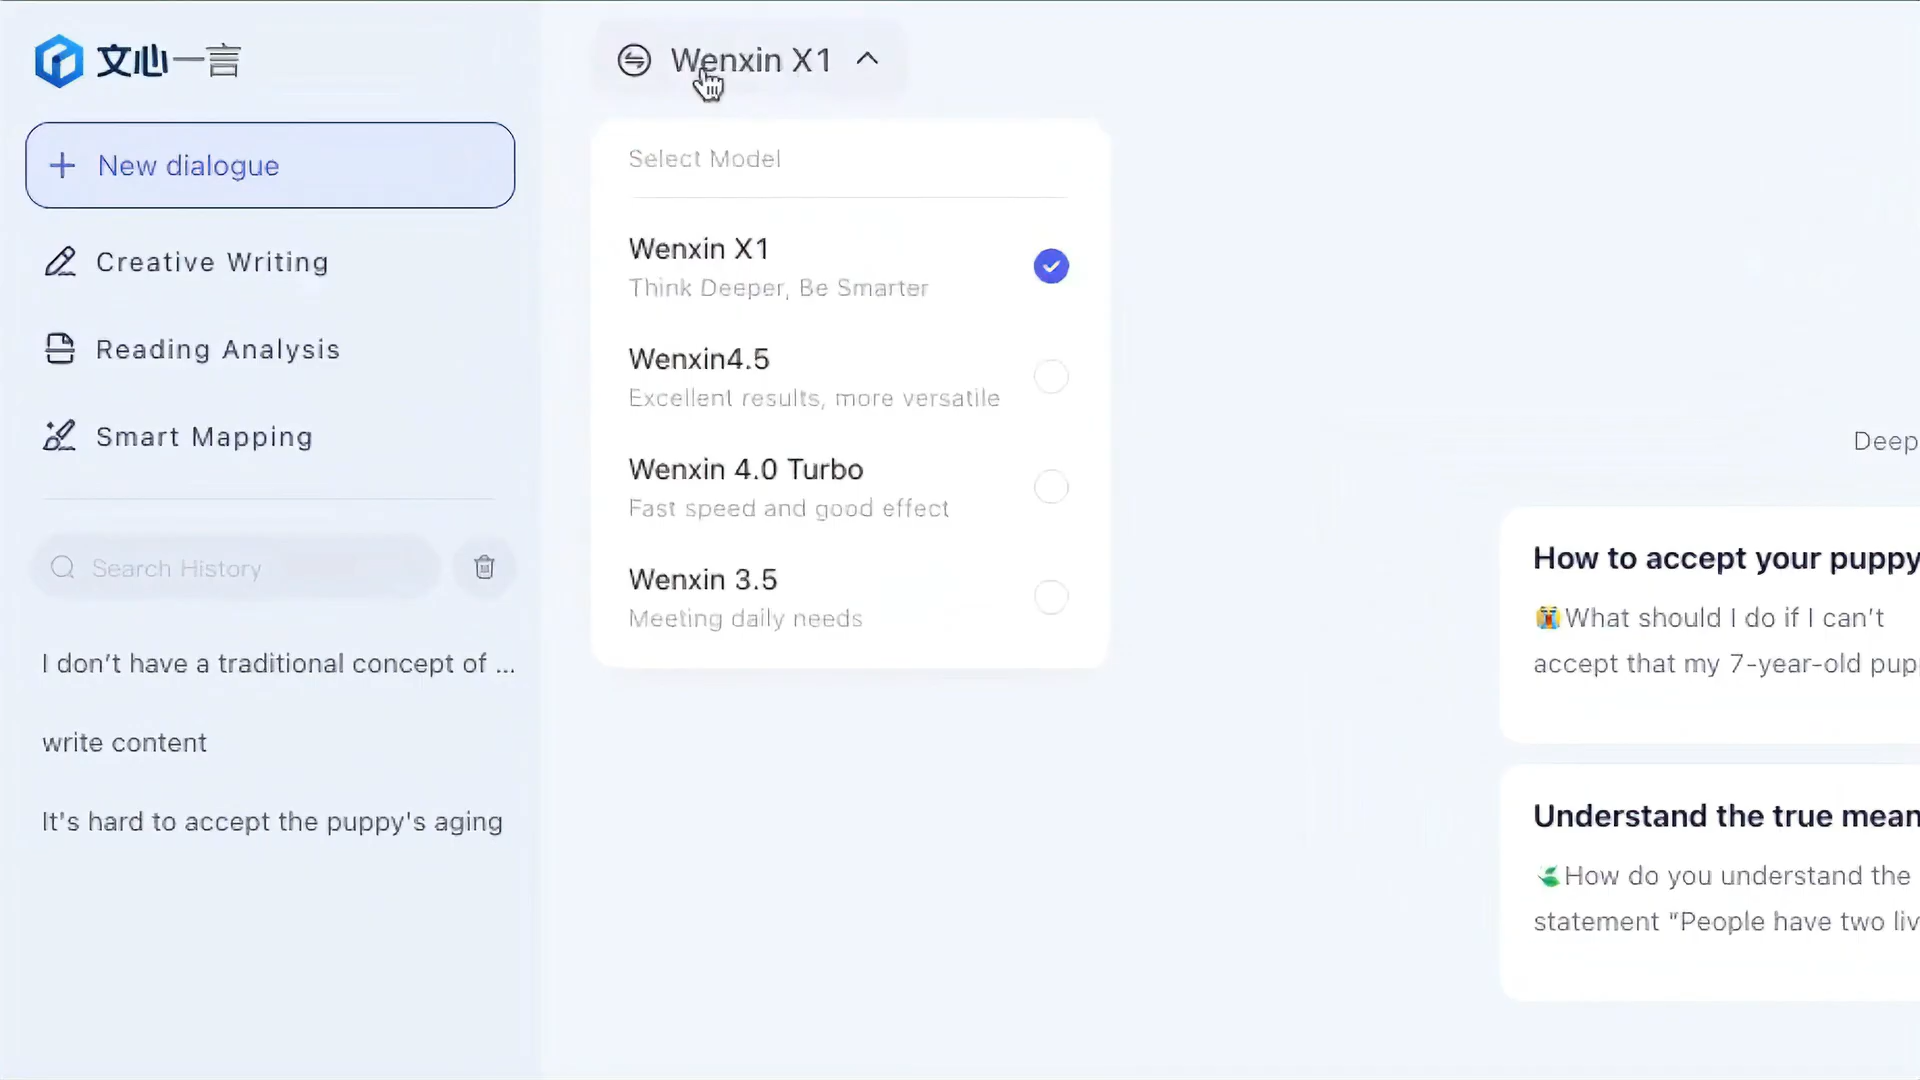 文心一言
New dialogue
Creative Writing
Reading Analysis
Smart Mapping
Search History
I don't have a traditional concept of ...
write content
It's hard to accept the puppy's aging
Wenxin X1
Select Model
Wenxin X1
Think Deeper, Be Smarter
Wenxin4.5
Excellent results, more versatile
Wenxin 4.0 Turbo
Fast speed and good effect
Wenxin 3.5
Meeting daily needs
Deep
How to accept your puppy
😭What should I do if I can't
accept that my 7-year-old pup
Understand the true mean
🌿How do you understand the
statement “People have two liv